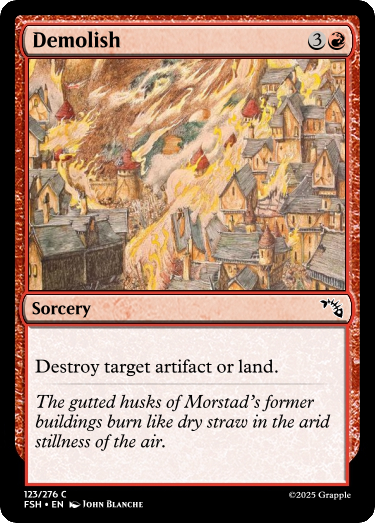 Demolish
3
Sorcery
Destroy target artifact or land.
The gutted husks of Morstad's former
buildings burn like dry straw in the arid
stillness of the air.
123/276 C
FSH • EN John Blanche
©2025 Grapple